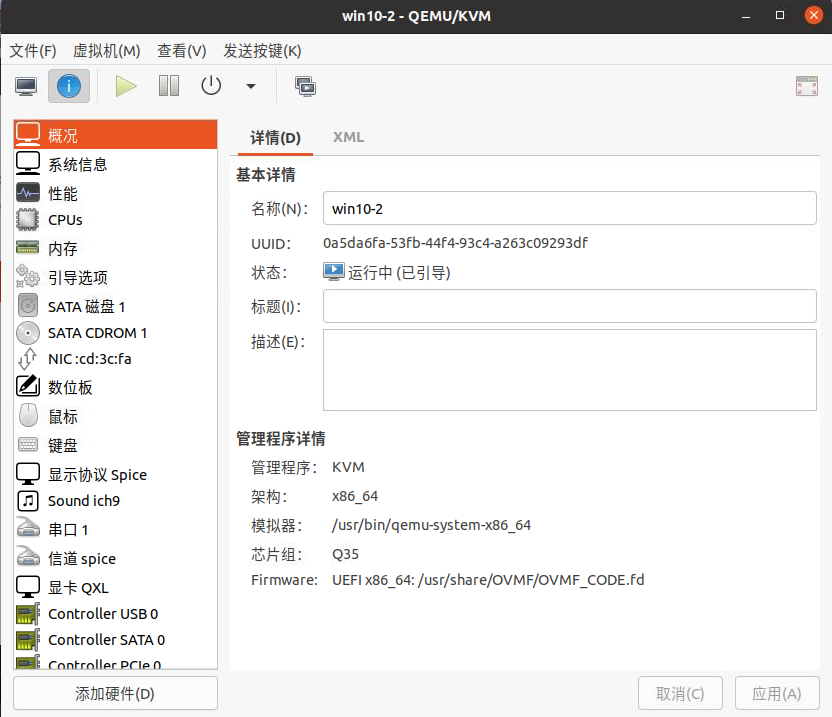 win10-2 - QEMU/KVM
文件(F) 虚拟机(M) 查看(V) 发送按键(K)
概况
系统信息
性能
CPUs
内存
引导选项
SATA 磁盘 1
SATA CDROM 1
NIC :cd:3c:fa
数位板
鼠标
键盘
显示协议 Spice
Sound ich9
串口 1
信道 spice
显卡 QXL
Controller USB 0
Controller SATA 0
Controller PCIe 0
添加硬件(D)
详情(D) XML
基本详情
名称(N): win10-2
UUID: 0a5da6fa-53fb-44f4-93c4-a263c09293df
状态: 运行中 (已引导)
标题(I):
描述(E):
管理程序详情
管理程序: KVM
架构: x86_64
模拟器: /usr/bin/qemu-system-x86_64
芯片组: Q35
Firmware: UEFI x86_64: /usr/share/OVMF/OVMF_CODE.fd
取消(C) 应用(A)